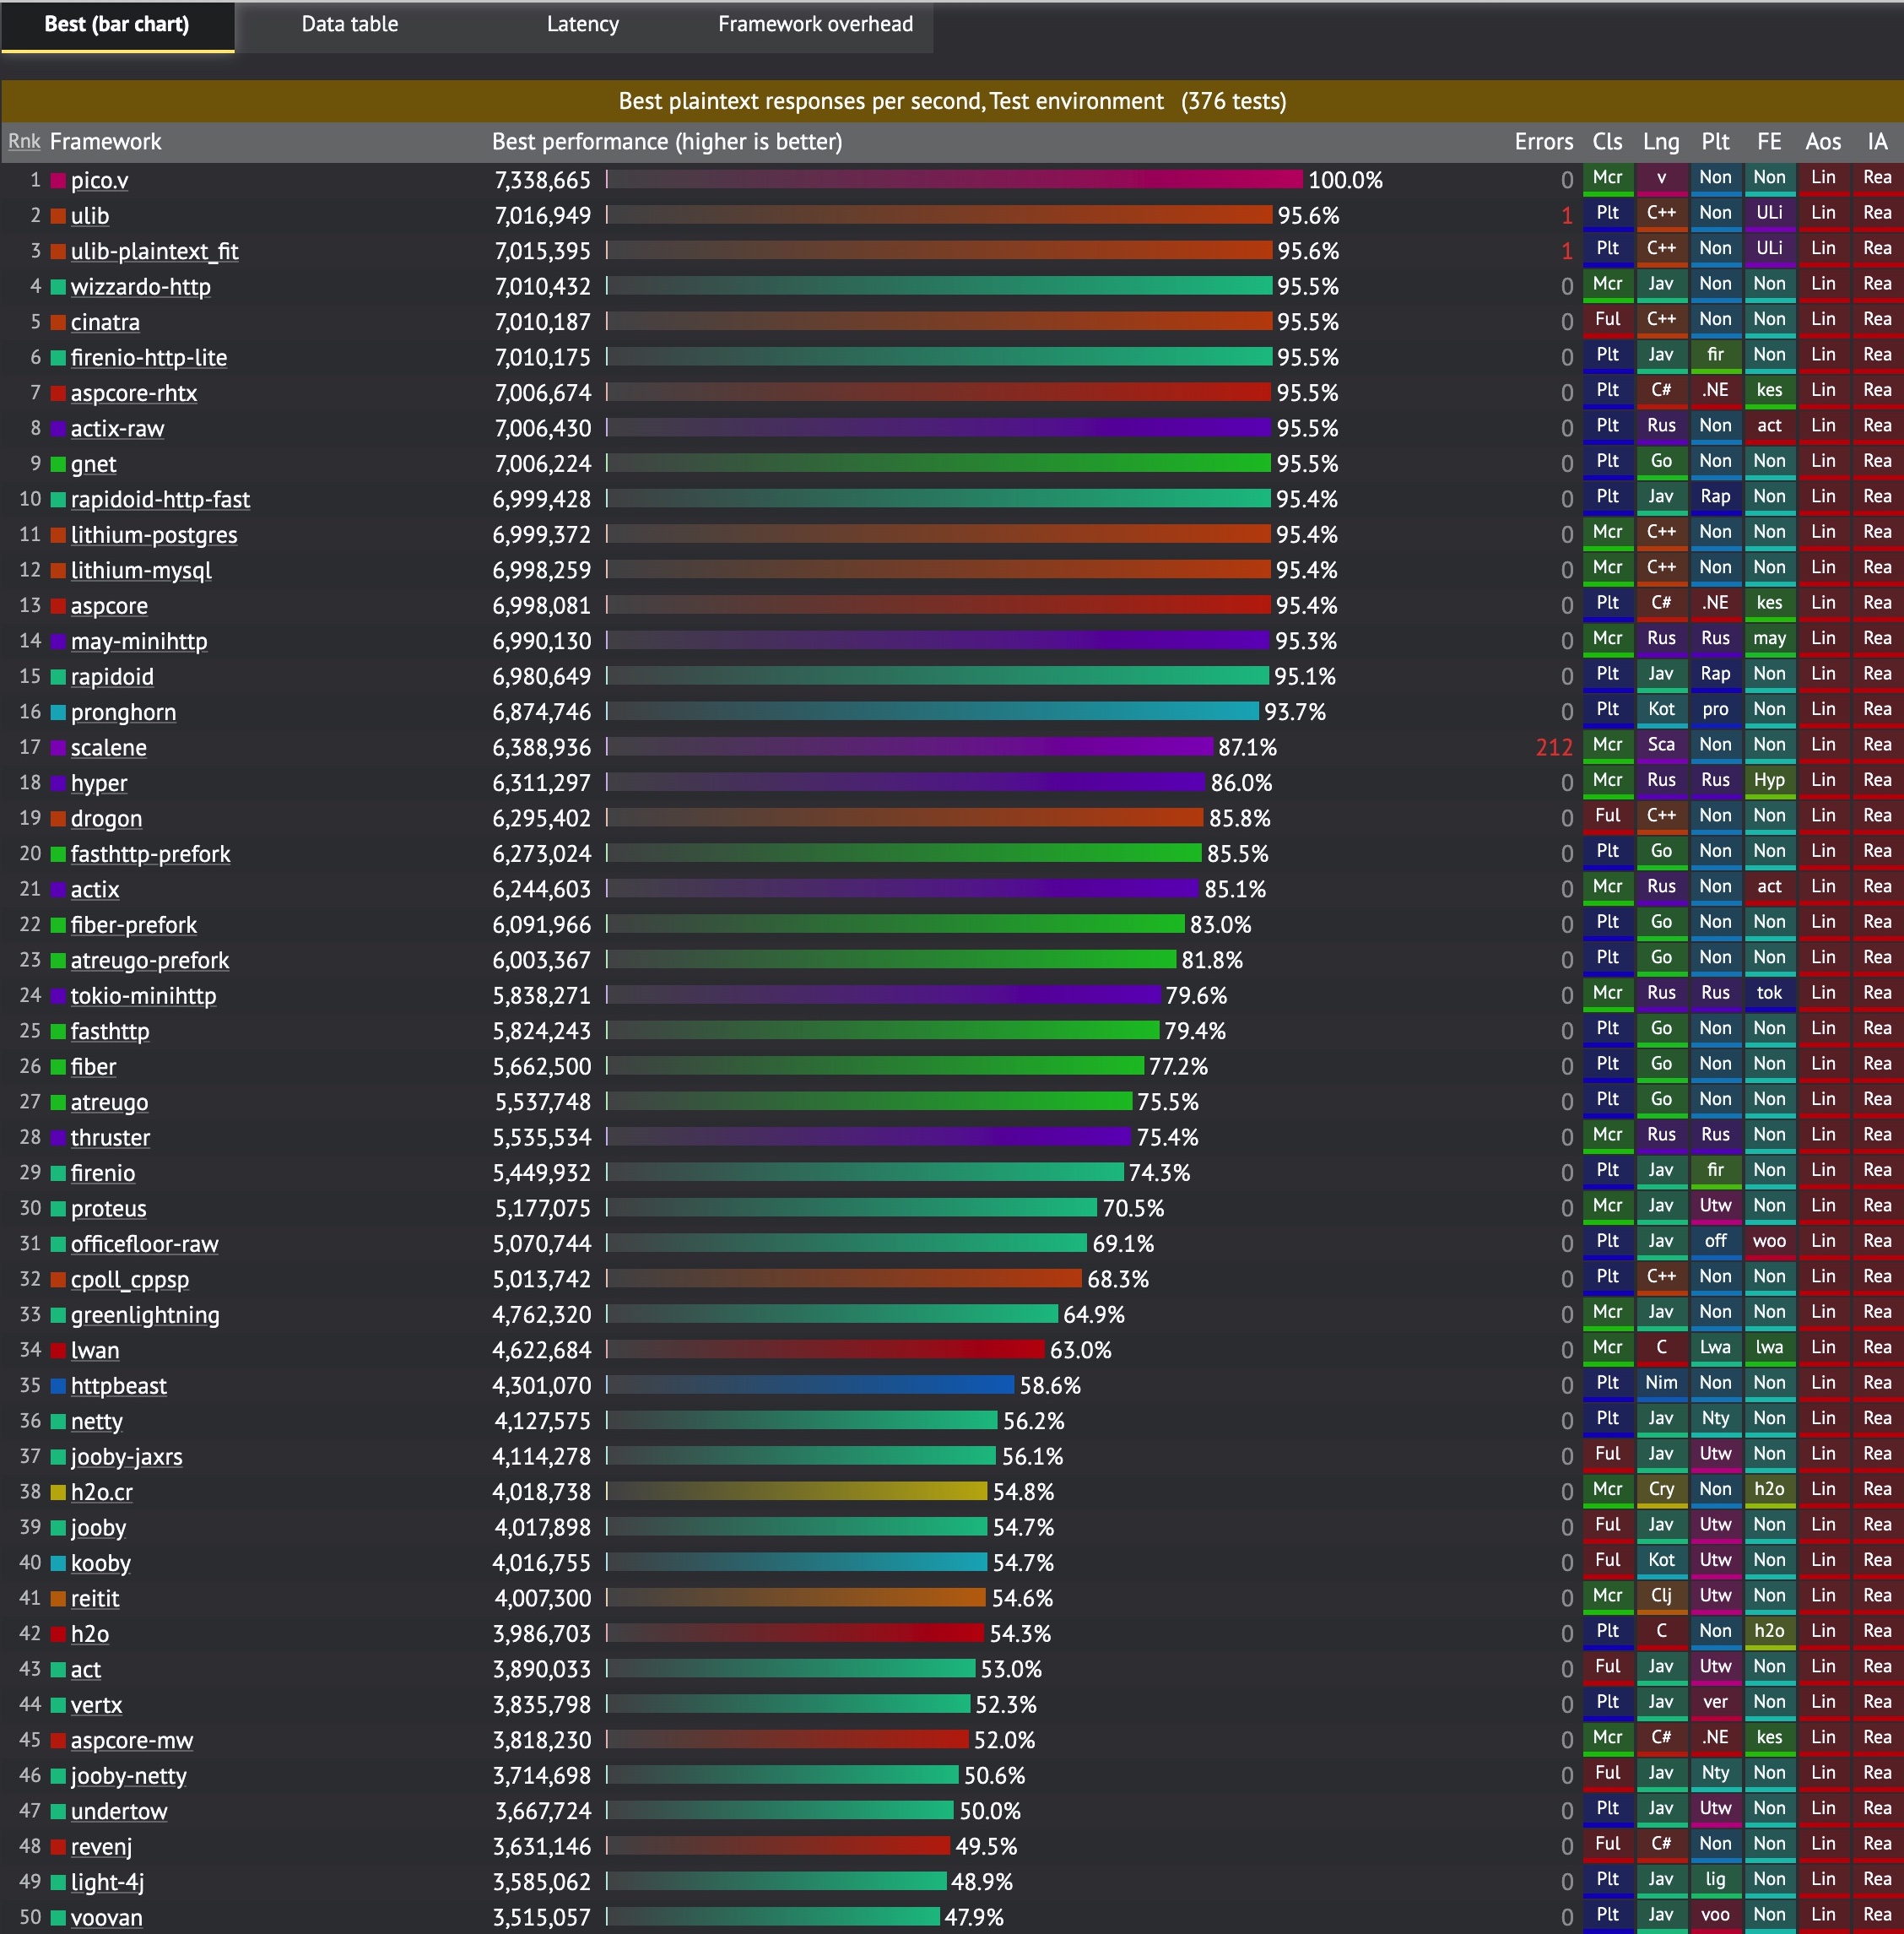 Best (bar chart) Data table Latency Framework overhead
Best plaintext responses per second, Test environment (376 tests)
Rnk Framework Best performance (higher is better) Errors Cls Lng Plt FE Aos IA
1 pico.v 7,338,665 100.0% 0 Mcr v Non Non Lin Rea
2 ulib 7,016,949 95.6% 1 Plt C++ Non ULi Lin Rea
3 ulib-plaintext_fit 7,015,395 95.6% 1 Plt C++ Non ULi Lin Rea
4 wizzardo-http 7,010,432 95.5% 0 Mcr Jav Non Non Lin Rea
5 cinatra 7,010,187 95.5% 0 Ful C++ Non Non Lin Rea
6 firenio-http-lite 7,010,175 95.5% 0 Plt Jav fir Non Lin Rea
7 aspcore-rhtx 7,006,674 95.5% 0 Plt C# .NE kes Lin Rea
8 actix-raw 7,006,430 95.5% 0 Plt Rus Non act Lin Rea
9 gnet 7,006,224 95.5% 0 Plt Go Non Non Lin Rea
10 rapidoid-http-fast 6,999,428 95.4% 0 Plt Jav Rap Non Lin Rea
11 lithium-postgres 6,999,372 95.4% 0 Mcr C++ Non Non Lin Rea
12 lithium-mysql 6,998,259 95.4% 0 Mcr C++ Non Non Lin Rea
13 aspcore 6,998,081 95.4% 0 Plt C# .NE kes Lin Rea
14 may-minihttp 6,990,130 95.3% 0 Mcr Rus Rus may Lin Rea
15 rapidoid 6,980,649 95.1% 0 Plt Jav Rap Non Lin Rea
16 pronghorn 6,874,746 93.7% 0 Plt Kot pro Non Lin Rea
17 scalene 6,388,936 87.1% 212 Mcr Sca Non Non Lin Rea
18 hyper 6,311,297 86.0% 0 Mcr Rus Rus Hyp Lin Rea
19 drogon 6,295,402 85.8% 0 Ful C++ Non Non Lin Rea
20 fasthttp-prefork 6,273,024 85.5% 0 Plt Go Non Non Lin Rea
21 actix 6,244,603 85.1% 0 Mcr Rus Non act Lin Rea
22 fiber-prefork 6,091,966 83.0% 0 Plt Go Non Non Lin Rea
23 atreugo-prefork 6,003,367 81.8% 0 Plt Go Non Non Lin Rea
24 tokio-minihttp 5,838,271 79.6% 0 Mcr Rus Rus tok Lin Rea
25 fasthttp 5,824,243 79.4% 0 Plt Go Non Non Lin Rea
26 fiber 5,662,500 77.2% 0 Plt Go Non Non Lin Rea
27 atreugo 5,537,748 75.5% 0 Plt Go Non Non Lin Rea
28 thruster 5,535,534 75.4% 0 Mcr Rus Rus Non Lin Rea
29 firenio 5,449,932 74.3% 0 Plt Jav fir Non Lin Rea
30 proteus 5,177,075 70.5% 0 Mcr Jav Utw Non Lin Rea
31 officefloor-raw 5,070,744 69.1% 0 Plt Jav off woo Lin Rea
32 cpoll_cppsp 5,013,742 68.3% 0 Plt C++ Non Non Lin Rea
33 greenlightning 4,762,320 64.9% 0 Mcr Jav Non Non Lin Rea
34 lwan 4,622,684 63.0% 0 Mcr C Lwa lwa Lin Rea
35 httpbeast 4,301,070 58.6% 0 Plt Nim Non Non Lin Rea
36 netty 4,127,575 56.2% 0 Plt Jav Nty Non Lin Rea
37 jooby-jaxrs 4,114,278 56.1% 0 Ful Jav Utw Non Lin Rea
38 h2o.cr 4,018,738 54.8% 0 Mcr Cry Non h2o Lin Rea
39 jooby 4,017,898 54.7% 0 Ful Jav Utw Non Lin Rea
40 kooby 4,016,755 54.7% 0 Ful Kot Utw Non Lin Rea
41 reitit 4,007,300 54.6% 0 Mcr Clj Utw Non Lin Rea
42 h2o 3,986,703 54.3% 0 Plt C Non h2o Lin Rea
43 act 3,890,033 53.0% 0 Ful Jav Utw Non Lin Rea
44 vertx 3,835,798 52.3% 0 Plt Jav ver Non Lin Rea
45 aspcore-mw 3,818,230 52.0% 0 Mcr C# .NE kes Lin Rea
46 jooby-netty 3,714,698 50.6% 0 Ful Jav Nty Non Lin Rea
47 undertow 3,667,724 50.0% 0 Plt Jav Utw Non Lin Rea
48 revenj 3,631,146 49.5% 0 Ful C# Non Non Lin Rea
49 light-4j 3,585,062 48.9% 0 Plt Jav lig Non Lin Rea
50 voovan 3,515,057 47.9% 0 Plt Jav voo Non Lin Rea